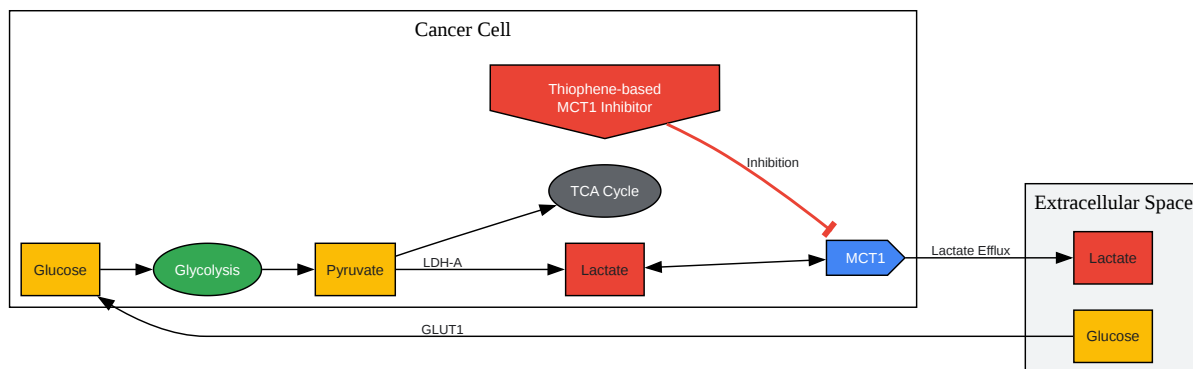 Cancer Cell
Thiophene-based
MCT1 Inhibitor
Inhibition
TCA Cycle
Extracellular Space
Glucose
Glycolysis
Pyruvate
LDH-A
Lactate
MCT1
Lactate Efflux
Lactate
GLUT1
Glucose